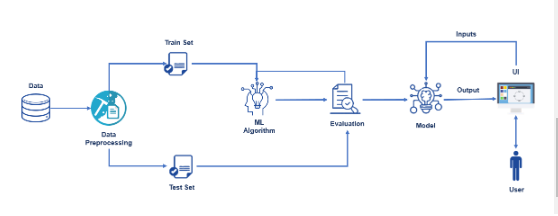 Inputs
Train Set
UI
Data
Output
ML
Algorithm
Evaluation
Model
Data
Preprocessing
Test Set
User